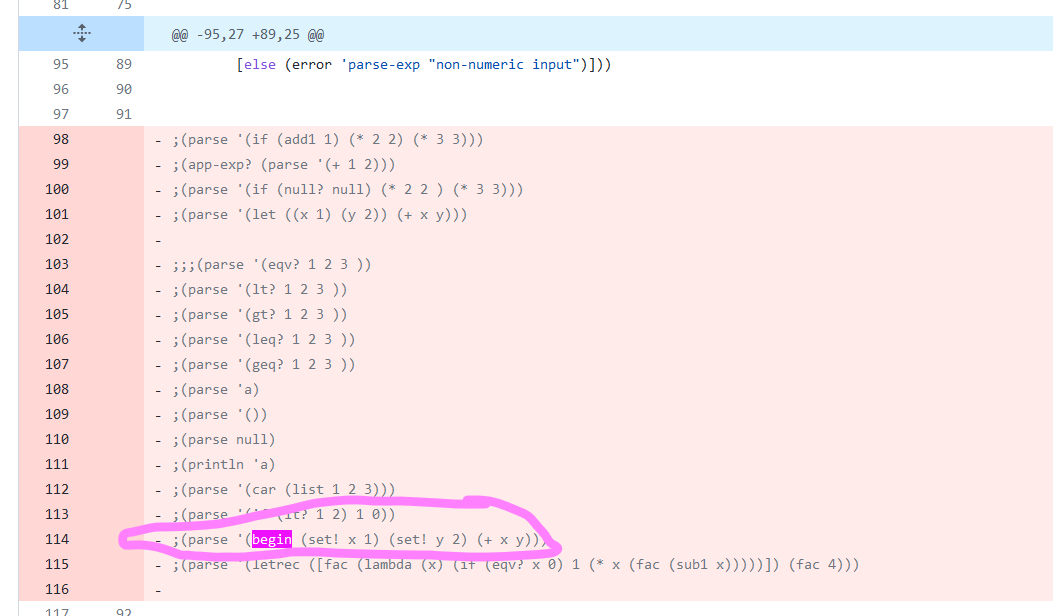 81 75
@@ -95,27 +89,25 @@
95 89 [else (error 'parse-exp "non-numeric input")]))
96 90
97 91
98 - ;(parse '(if (add1 1) (* 2 2) (* 3 3)))
99 - ;(app-exp? (parse '(+ 1 2)))
100 - ;(parse '(if (null? null) (* 2 2 ) (* 3 3)))
101 - ;(parse '(let ((x 1) (y 2)) (+ x y)))
102 -
103 - ;;;(parse '(eqv? 1 2 3 ))
104 - ;(parse '(lt? 1 2 3 ))
105 - ;(parse '(gt? 1 2 3 ))
106 - ;(parse '(leq? 1 2 3 ))
107 - ;(parse '(geq? 1 2 3 ))
108 - ;(parse 'a)
109 - ;(parse '())
110 - ;(parse null)
111 - ;(println 'a)
112 - ;(parse '(car (list 1 2 3)))
113 - ;(parse '(if (lt? 1 2) 1 0))
114 - ;(parse '(begin (set! x 1) (set! y 2) (+ x y)))
115 - ;(parse '(letrec ([fac (lambda (x) (if (eqv? x 0) 1 (* x (fac (sub1 x)))))]) (fac 4)))
116 -
117 92